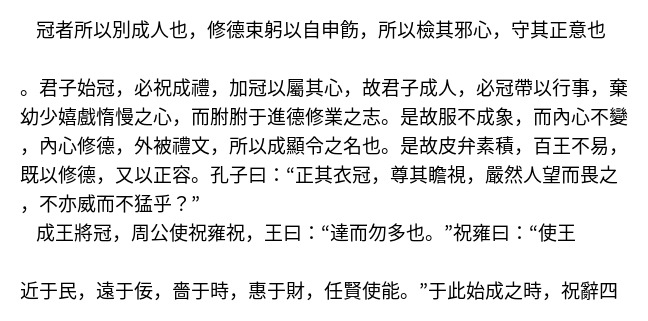 冠者所以別成人也，修德束躬以自申飭，所以檢其邪心，守其正意也
。君子始冠，必祝成禮，加冠以屬其心，故君子成人，必冠帶以行事，棄
幼少嬉戲惰慢之心，而胕胕于進德修業之志。是故服不成象，而內心不變
，內心修德，外被禮文，所以成顯令之名也。是故皮弁素積，百王不易，
既以修德，又以正容。孔子曰：“正其衣冠，尊其瞻視，嚴然人望而畏之
，不亦威而不猛乎？”
成王將冠，周公使祝雍祝，王曰：“達而勿多也。”祝雍曰：“使王
近于民，遠于佞，嗇于時，惠于財，任賢使能。”于此始成之時，祝辭四